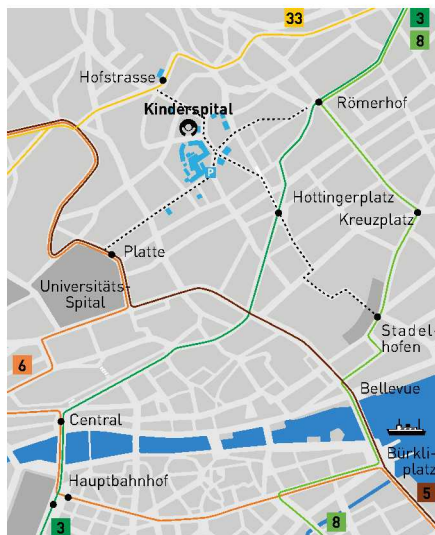 33
3
8
Hofstrasse
Kinderspital
Römerhof
P
Hottingerplatz
Kreuzplatz
Platte
Universitäts-
Spital
Stadel-
hofen
6
Bellevue
Central
Bürkli-
platz
Hauptbahnhof
5
3
8